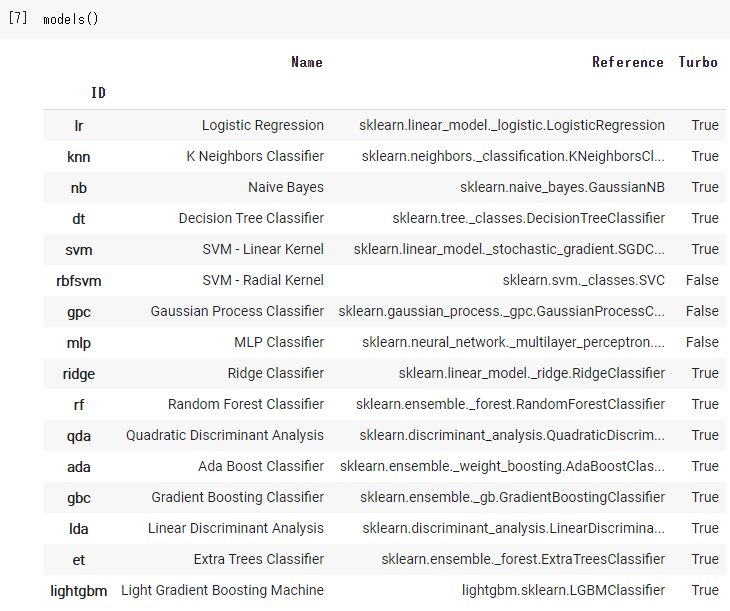 [7] models()
Name Reference Turbo
ID
lr Logistic Regression sklearn.linear_model._logistic.LogisticRegression True
knn K Neighbors Classifier sklearn.neighbors._classification.KNeighborsCl... True
nb Naive Bayes sklearn.naive_bayes.GaussianNB True
dt Decision Tree Classifier sklearn.tree._classes.DecisionTreeClassifier True
svm SVM - Linear Kernel sklearn.linear_model._stochastic_gradient.SGDC... True
rbfsvm SVM - Radial Kernel sklearn.svm._classes.SVC False
gpc Gaussian Process Classifier sklearn.gaussian_process._gpc.GaussianProcessC... False
mlp MLP Classifier sklearn.neural_network._multilayer_perceptron.... False
ridge Ridge Classifier sklearn.linear_model._ridge.RidgeClassifier True
rf Random Forest Classifier sklearn.ensemble._forest.RandomForestClassifier True
qda Quadratic Discriminant Analysis sklearn.discriminant_analysis.QuadraticDiscrim... True
ada Ada Boost Classifier sklearn.ensemble._weight_boosting.AdaBoostClas... True
gbc Gradient Boosting Classifier sklearn.ensemble._gb.GradientBoostingClassifier True
lda Linear Discriminant Analysis sklearn.discriminant_analysis.LinearDiscrimina... True
et Extra Trees Classifier sklearn.ensemble._forest.ExtraTreesClassifier True
lightgbm Light Gradient Boosting Machine lightgbm.sklearn.LGBMClassifier True